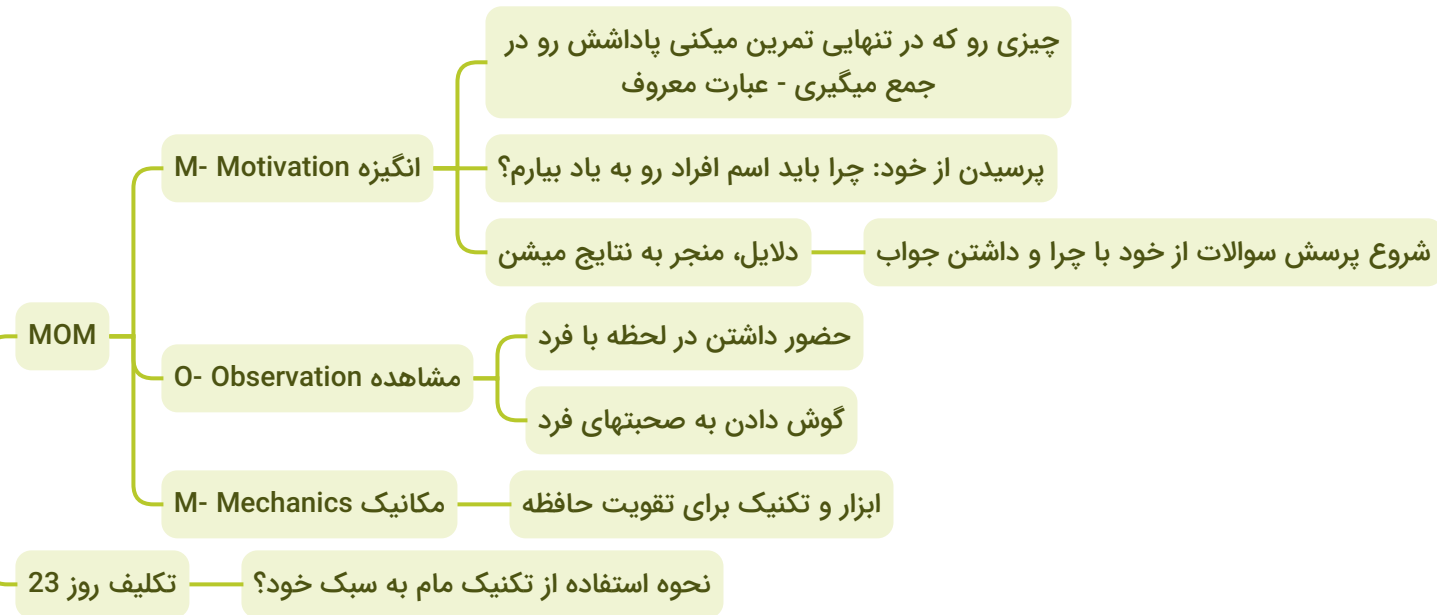 چیزی رو که در تنهایی تمرین میکنی پاداشش رو در
جمع میگیری - عبارت معروف
M- Motivation انگیزه
پرسیدن از خود: چرا باید اسم افراد رو به یاد بیارم؟
دلایل، منجر به نتایج میشن
شروع پرسش سوالات از خود با چرا و داشتن جواب
MOM
حضور داشتن در لحظه با فرد
O- Observation مشاهده
گوش دادن به صحبتهای فرد
M- Mechanics مکانیک
ابزار و تکنیک برای تقویت حافظه
تکلیف روز 23
نحوه استفاده از تکنیک مام به سبک خود؟